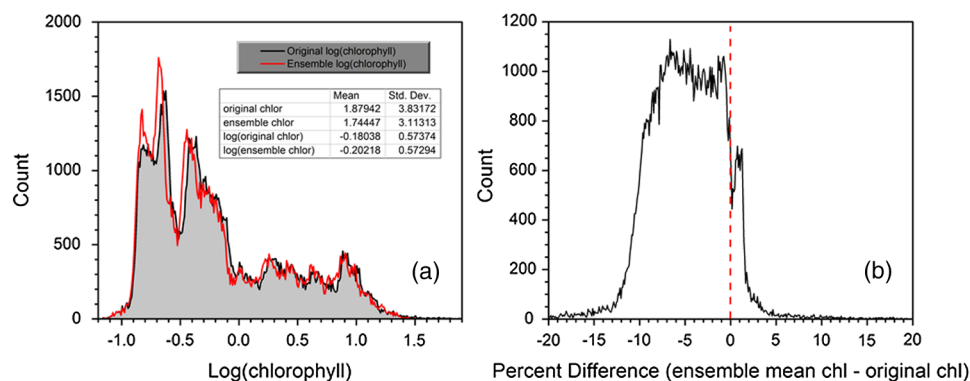 2000
1500
1000
500
0
Count
-1.0 -0.5 0.0 0.5 1.0 1.5
Log(chlorophyll)
Original log(chlorophyll)
Ensemble log(chlorophyll)
Mean Std. Dev.
original chlor 1.87942 3.83172
ensemble chlor 1.74447 3.11313
log(original chlor) -0.18038 0.57374
log(ensemble chlor) -0.20218 0.57294
(a)
1200
1000
800
600
400
200
0
Count
-20 -15 -10 -5 0 5 10 15 20
Percent Difference (ensemble mean chl - original chl)
(b)